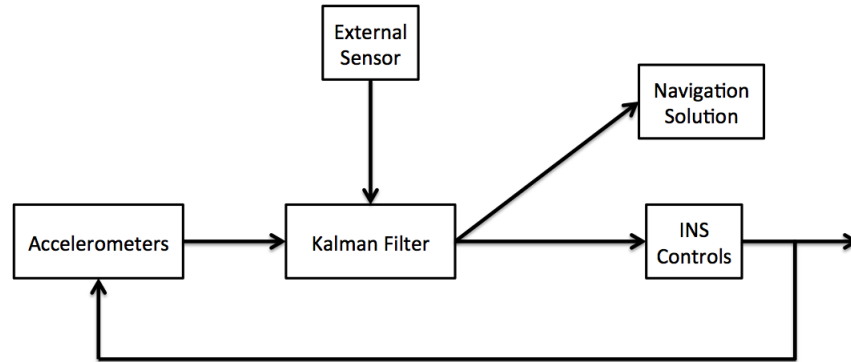 External
Sensor
Navigation
Solution
Accelerometers
Kalman Filter
INS
Controls